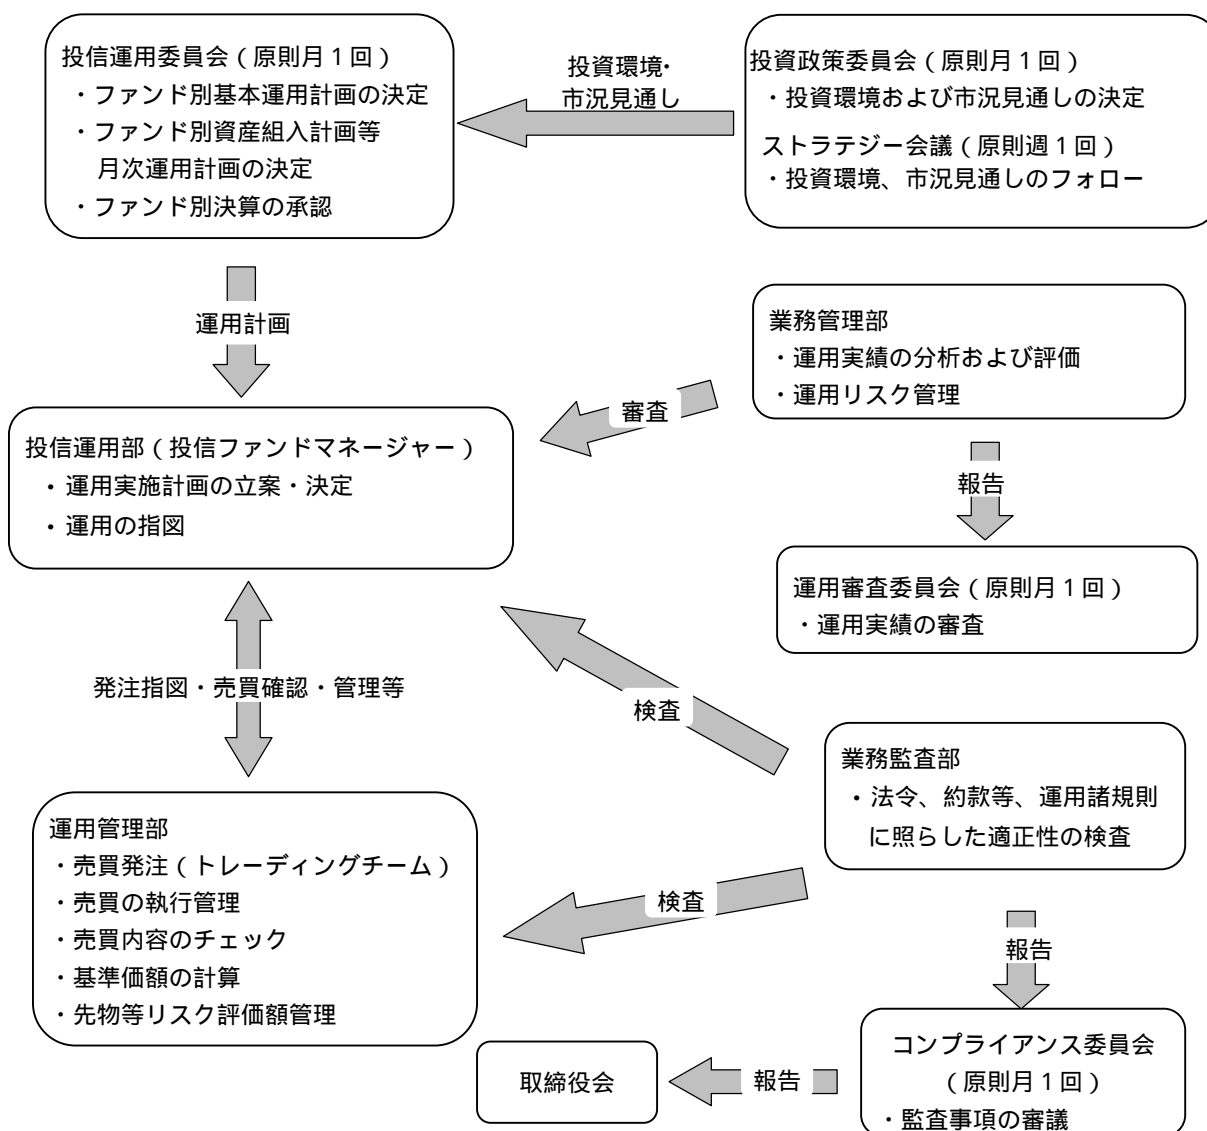 投信運用委員会(原則月1回)
・ファンド別基本運用計画の決定
・ファンド別資産組入計画等
月次運用計画の決定
・ファンド別決算の承認
投資環境・
市況見通し
投資政策委員会(原則月1回)
・投資環境および市況見通しの決定
ストラテジー会議(原則週1回)
・投資環境、市況見通しのフォロー
運用計画
業務管理部
・運用実績の分析および評価
・運用リスク管理
審査
投信運用部(投信ファンドマネージャー)
・運用実施計画の立案・決定
・運用の指図
報告
運用審査委員会(原則月1回)
・運用実績の審査
発注指図・売買確認・管理等
検査
業務監査部
・法令、約款等、運用諸規則
に照らした適正性の検査
運用管理部
・売買発注(トレーディングチーム)
・売買の執行管理
・売買内容のチェック
・基準価額の計算
・先物等リスク評価額管理
検査
報告
コンプライアンス委員会
(原則月1回)
・監査事項の審議
報告
取締役会